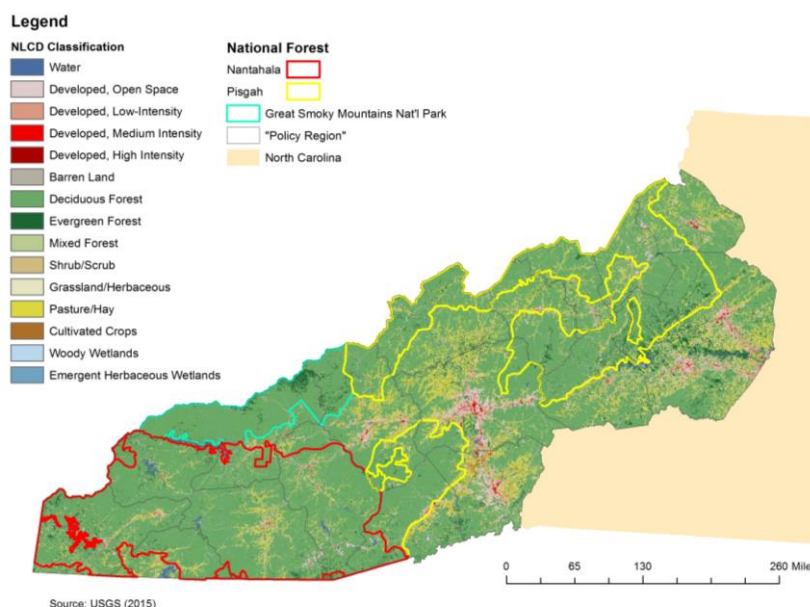 Legend
NLCD Classification
Water
Developed, Open Space
Developed, Low-Intensity
Developed, Medium Intensity
Developed, High Intensity
Barren Land
Deciduous Forest
Evergreen Forest
Mixed Forest
Shrub/Scrub
Grassland/Herbaceous
Pasture/Hay
Cultivated Crops
Woody Wetlands
Emergent Herbaceous Wetlands
National Forest
Nantahala
Pisgah
Great Smoky Mountains Nat'l Park
"Policy Region"
North Carolina
0 65 130 260 Miles
Source: USGS (2015)